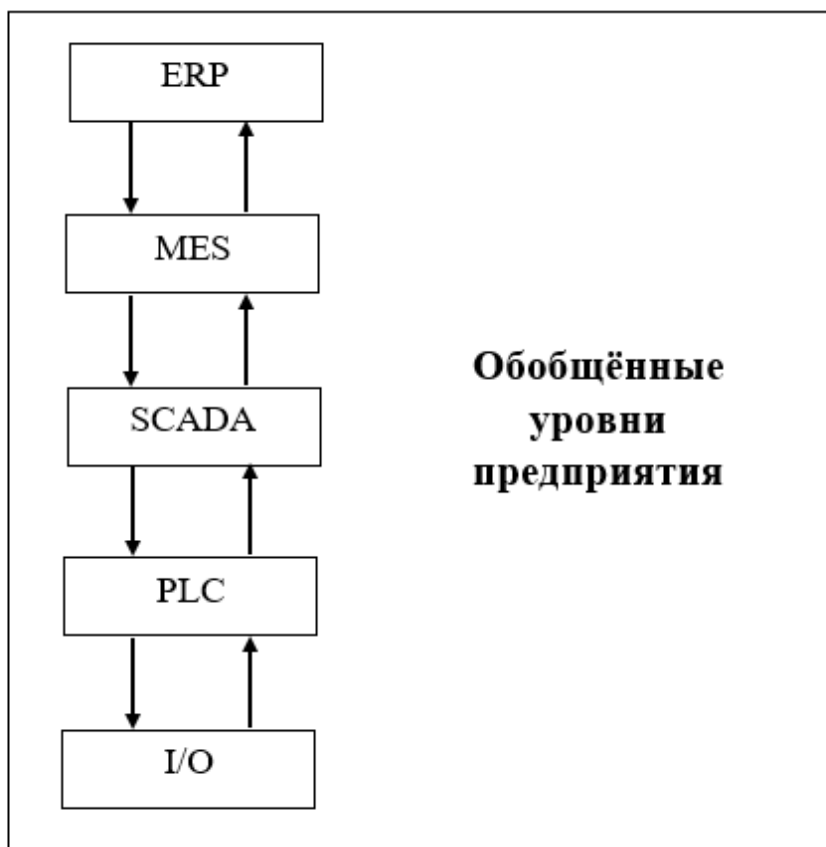 ERP
MES
SCADA
PLC
I/O
Обобщённые
уровни
предприятия